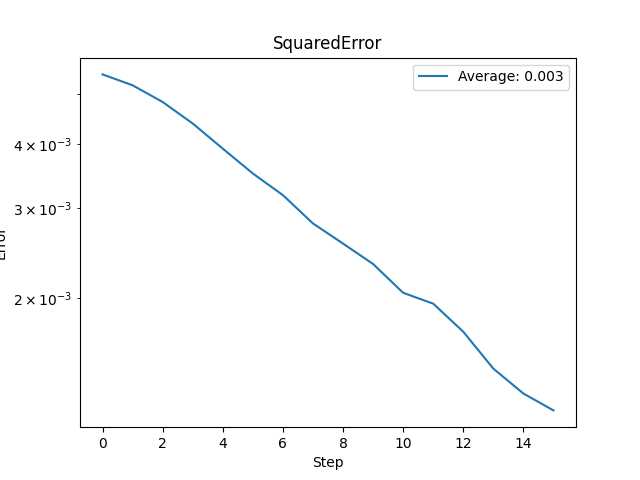 SquaredError
Average: 0.003
4 × 10⁻³
3 × 10⁻³
2 × 10⁻³
Error
0 2 4 6 8 10 12 14
Step